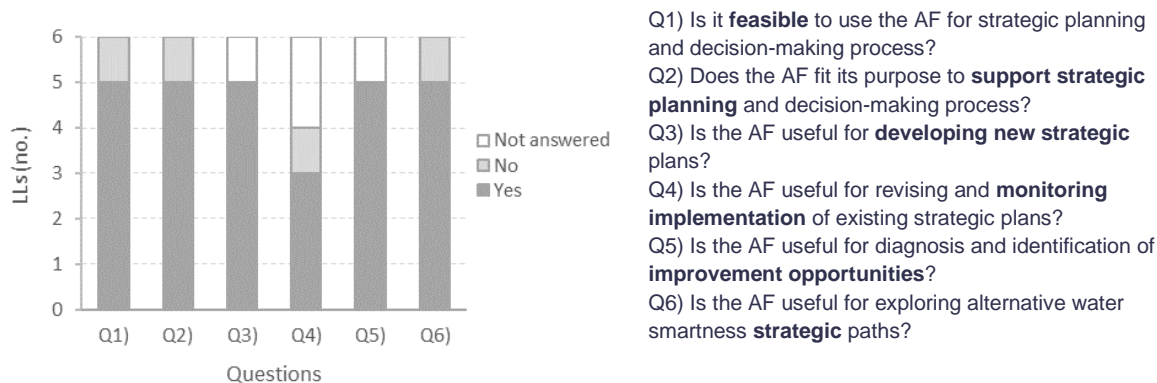 6
5
4
3
2
1
0
LLs (no.)
Q1) Q2) Q3) Q4) Q5) Q6)
Questions
Not answered
No
Yes
Q1) Is it feasible to use the AF for strategic planning
and decision-making process?
Q2) Does the AF fit its purpose to support strategic
planning and decision-making process?
Q3) Is the AF useful for developing new strategic
plans?
Q4) Is the AF useful for revising and monitoring
implementation of existing strategic plans?
Q5) Is the AF useful for diagnosis and identification of
improvement opportunities?
Q6) Is the AF useful for exploring alternative water
smartness strategic paths?